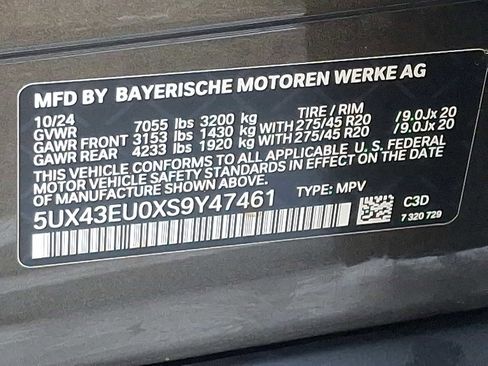 MFD BY BAYERISCHE MOTOREN WERKE AG
10/24 TIRE / RIM
GVWR 7055 lbs 3200 kg
GAWR FRONT 3153 lbs 1430 kg WITH 275/45 R20 /9.0Jx 20
GAWR REAR 4233 lbs 1920 kg WITH 275/45 R20 /9.0Jx 20
THIS VEHICLE CONFORMS TO ALL APPLICABLE U. S. FEDERAL
MOTOR VEHICLE SAFETY STANDARDS IN EFFECT ON THE DATE
OF MANUFACTURE SHOWN ABOVE.
5UX43EU0XS9Y47461 TYPE: MPV
C3D
7 320 729